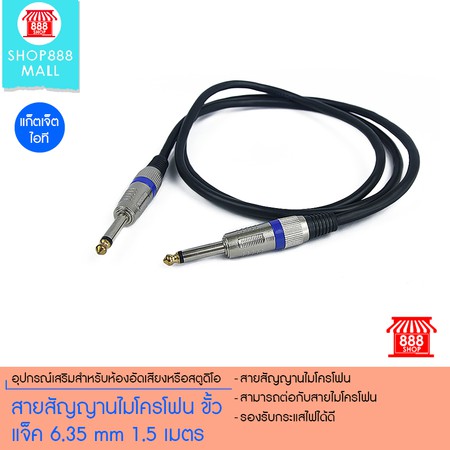 888
SHOP
SHOP888
MALL
แก็ตเจ็ต
ไอที
888
SHOP
อุปกรณ์เสริมสำหรับห้องอัดเสียงหรือสตูดิโอ
สายสัญญานไมโครโฟน ขั้ว
แจ็ค 6.35 mm 1.5 เมตร
- สายสัญญานไมโครโฟน
- สามารถต่อกับสายไมโครโฟน
- รองรับกระแสไฟได้ดี